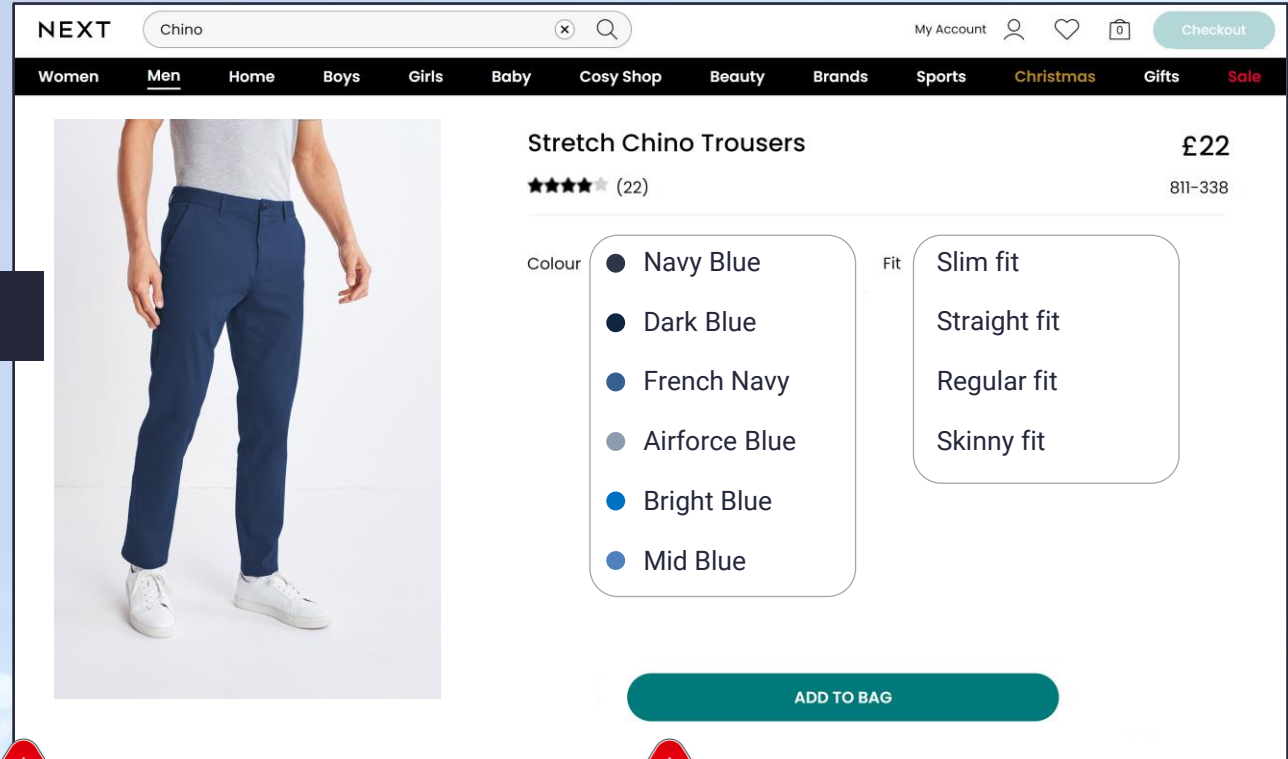 NEXT Chino My Account 0 Checkout
Women Men Home Boys Girls Baby Cosy Shop Beauty Brands Sports Christmas Gifts Sale
Stretch Chino Trousers £22
(22) 811-338
Colour Navy Blue Fit Slim fit
Dark Blue Straight fit
French Navy Regular fit
Airforce Blue Skinny fit
Bright Blue
Mid Blue
ADD TO BAG